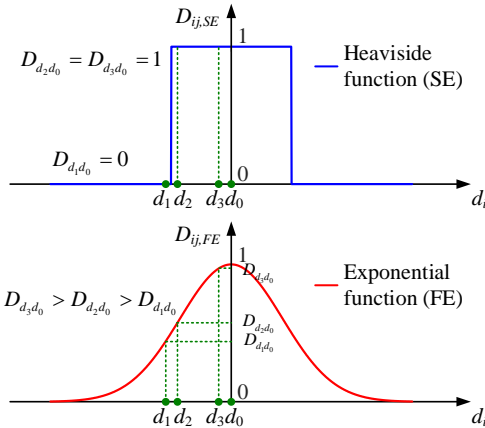 D_{ij,SE}
1
D_{d_2d_0} = D_{d_3d_0} = 1
Heaviside
function (SE)
D_{d_1d_0} = 0
0
d_1 d_2 d_3 d_0 d_i
D_{ij,FE}
1
D_{d_3d_0}
Exponential
function (FE)
D_{d_3d_0} > D_{d_2d_0} > D_{d_1d_0}
D_{d_2d_0}
D_{d_1d_0}
0
d_1 d_2 d_3 d_0 d_i